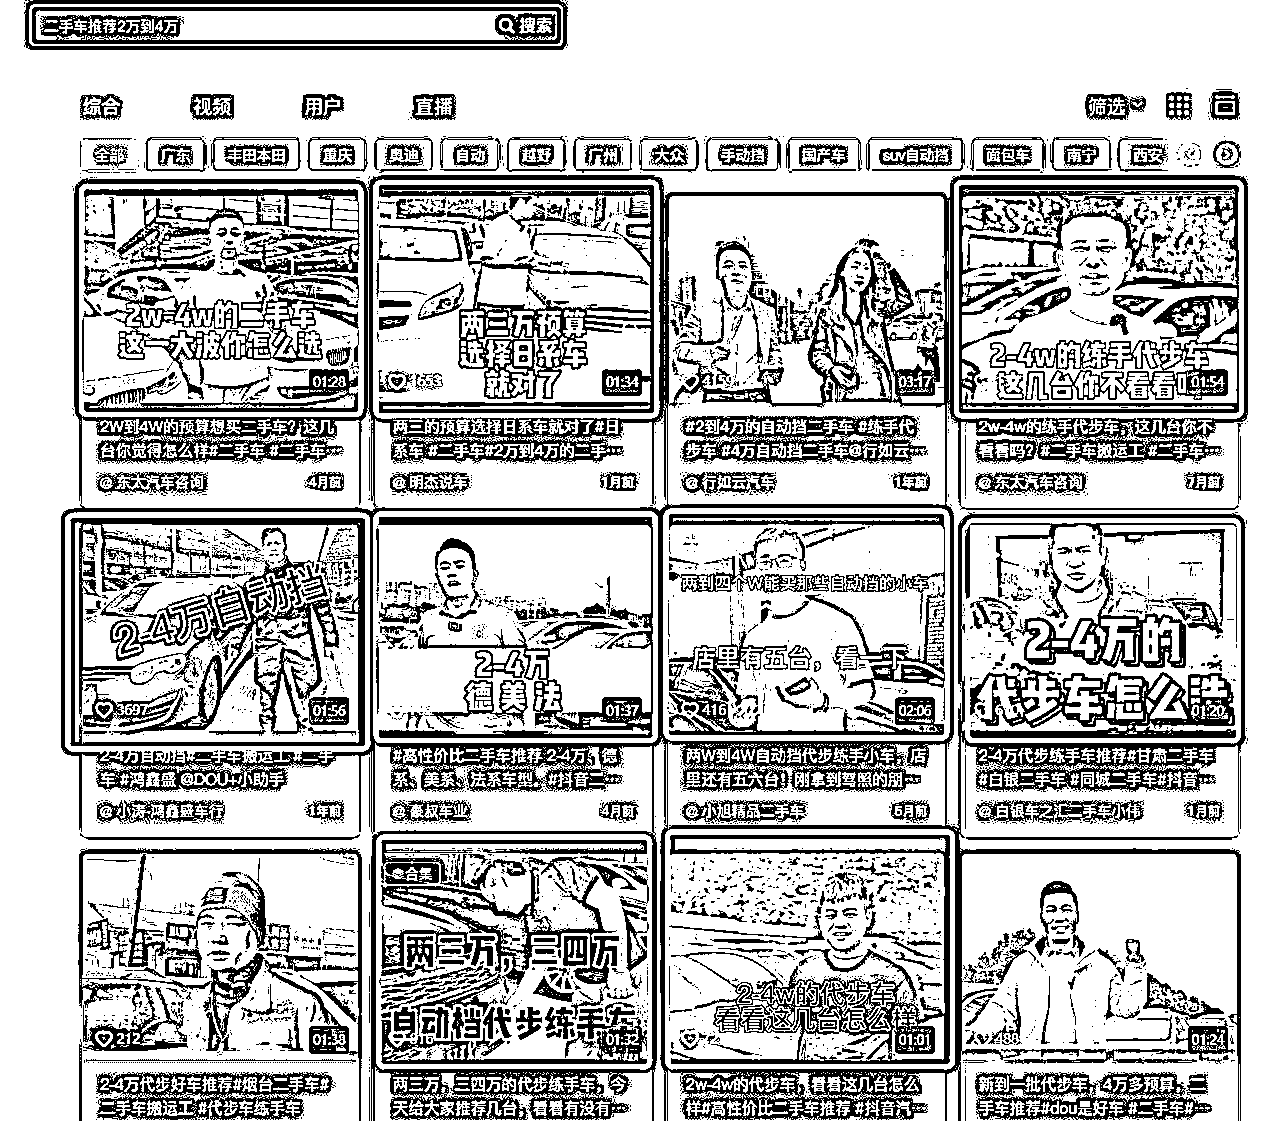 二手车推荐2万到4万
搜索
综合 视频 用户 直播
筛选
全部 广东 丰田本田 重庆 奥迪 自动 越野 广州 大众 手动挡 国产车 suv自动挡 面包车 南宁 西安
2w-4w的二手车
这一大波你怎么选
01:28
2W到4W的预算想买二手车？这几
台你觉得怎么样#二手车 #二手车…
@东太汽车咨询 4月前
两三万预算
选择日系车
就对了
01:34
两三的预算选择日系车就对了#日
系车 #二手车#2万到4万的二手…
@明杰说车 1月前
03:17
#2到4万的自动挡二手车 #练手代
步车 #4万自动挡二手车@行如云…
@行如云汽车 1年前
2-4w的练手代步车
这几台你不看看吗
01:54
2w-4w的练手代步车，这几台你不
看看吗？#二手车搬运工 #二手车…
@东太汽车咨询 7月前
2-4万自动挡
3697
01:56
2-4万自动挡#二手车搬运工 #二手
车 #鸿鑫盛 @DOU+小助手
@小涛-鸿鑫盛车行 1年前
2-4万
德美法
01:37
#高性价比二手车推荐 2-4万，德
系、美系、法系车型。#抖音二…
车业 4月前
两到四个W能买那些自动挡的小车
店里有五台，看一下
416
02:06
两W到4W自动挡代步练手小车，店
里还有五六台！刚拿到驾照的别…
@小旭精品二手车
2-4万的
代步车怎么选
01:20
2-4万代步练手车推荐#甘肃二手车
#白银二手车 #同城二手车#抖音…
@白银车之汇二手车小伟 1月前
212
01:33
2-4万代步好车推荐#烟台二手车#
二手车搬运工 #代步车练手车
合集
两三万，三四万
自动档代步练手车
01:32
两三万，三四万的代步练手车，今
天给大家推荐几台，看看有没有…
2-4w的代步车
看看这几台怎么样
01:01
2w-4w的代步车，看看这几台怎么
样#高性价比二手车推荐 #抖音汽…
01:24
新到一批代步车，4万多预算，二
手车推荐#dou是好车 #二手车#…